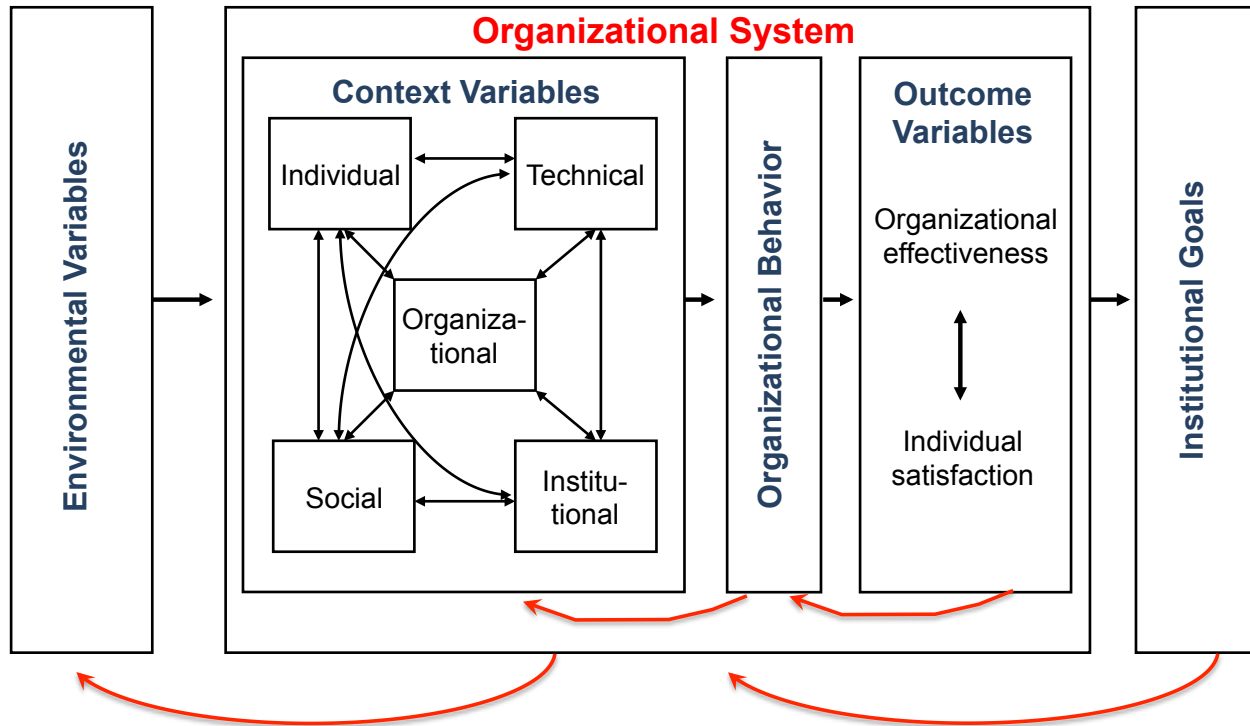 Environmental Variables
Organizational System
Context Variables
Individual
Technical
Organiza-
tional
Social
Institu-
tional
Organizational Behavior
Outcome
Variables
Organizational
effectiveness
Individual
satisfaction
Institutional Goals